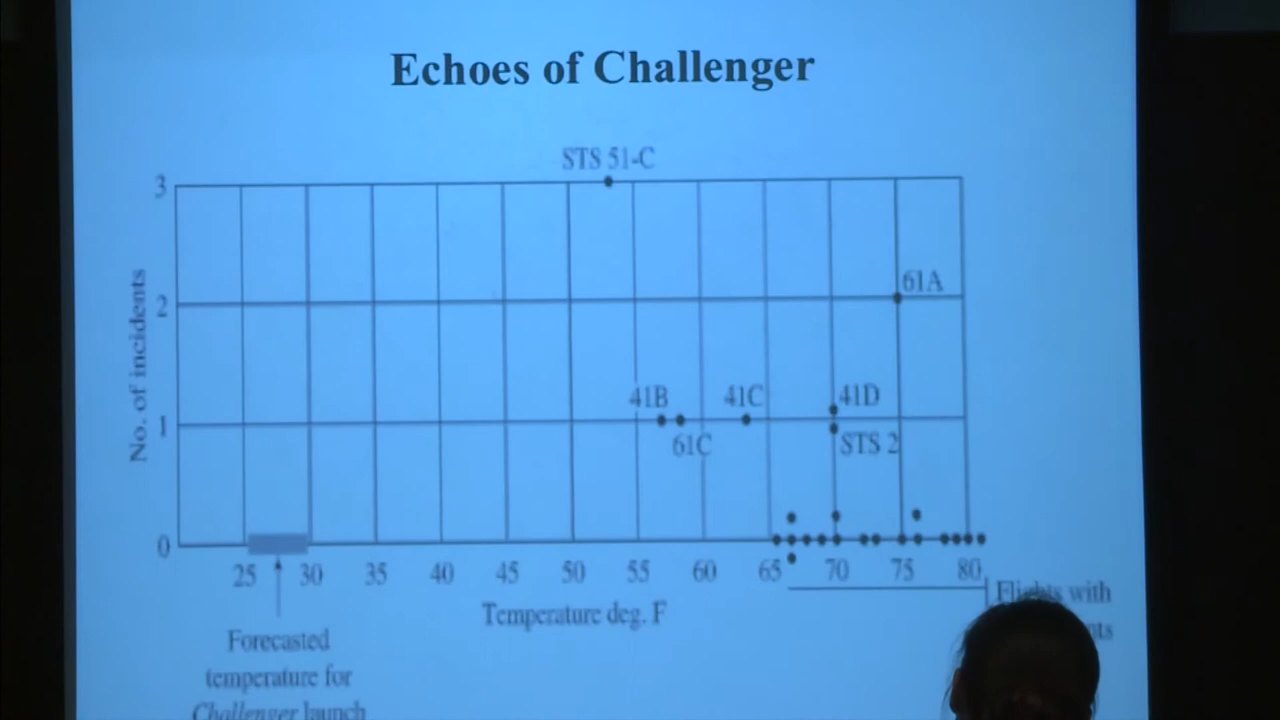 Echoes of Challenger
STS 51-C
3
61A
2
No. of incidents
41B
41C
41D
1
61C
STS 2
0
25 30 35 40 45 50 55 60 65 70 75 80
Flights with
Temperature deg. F
Forecasted
temperature for
Challenger launch